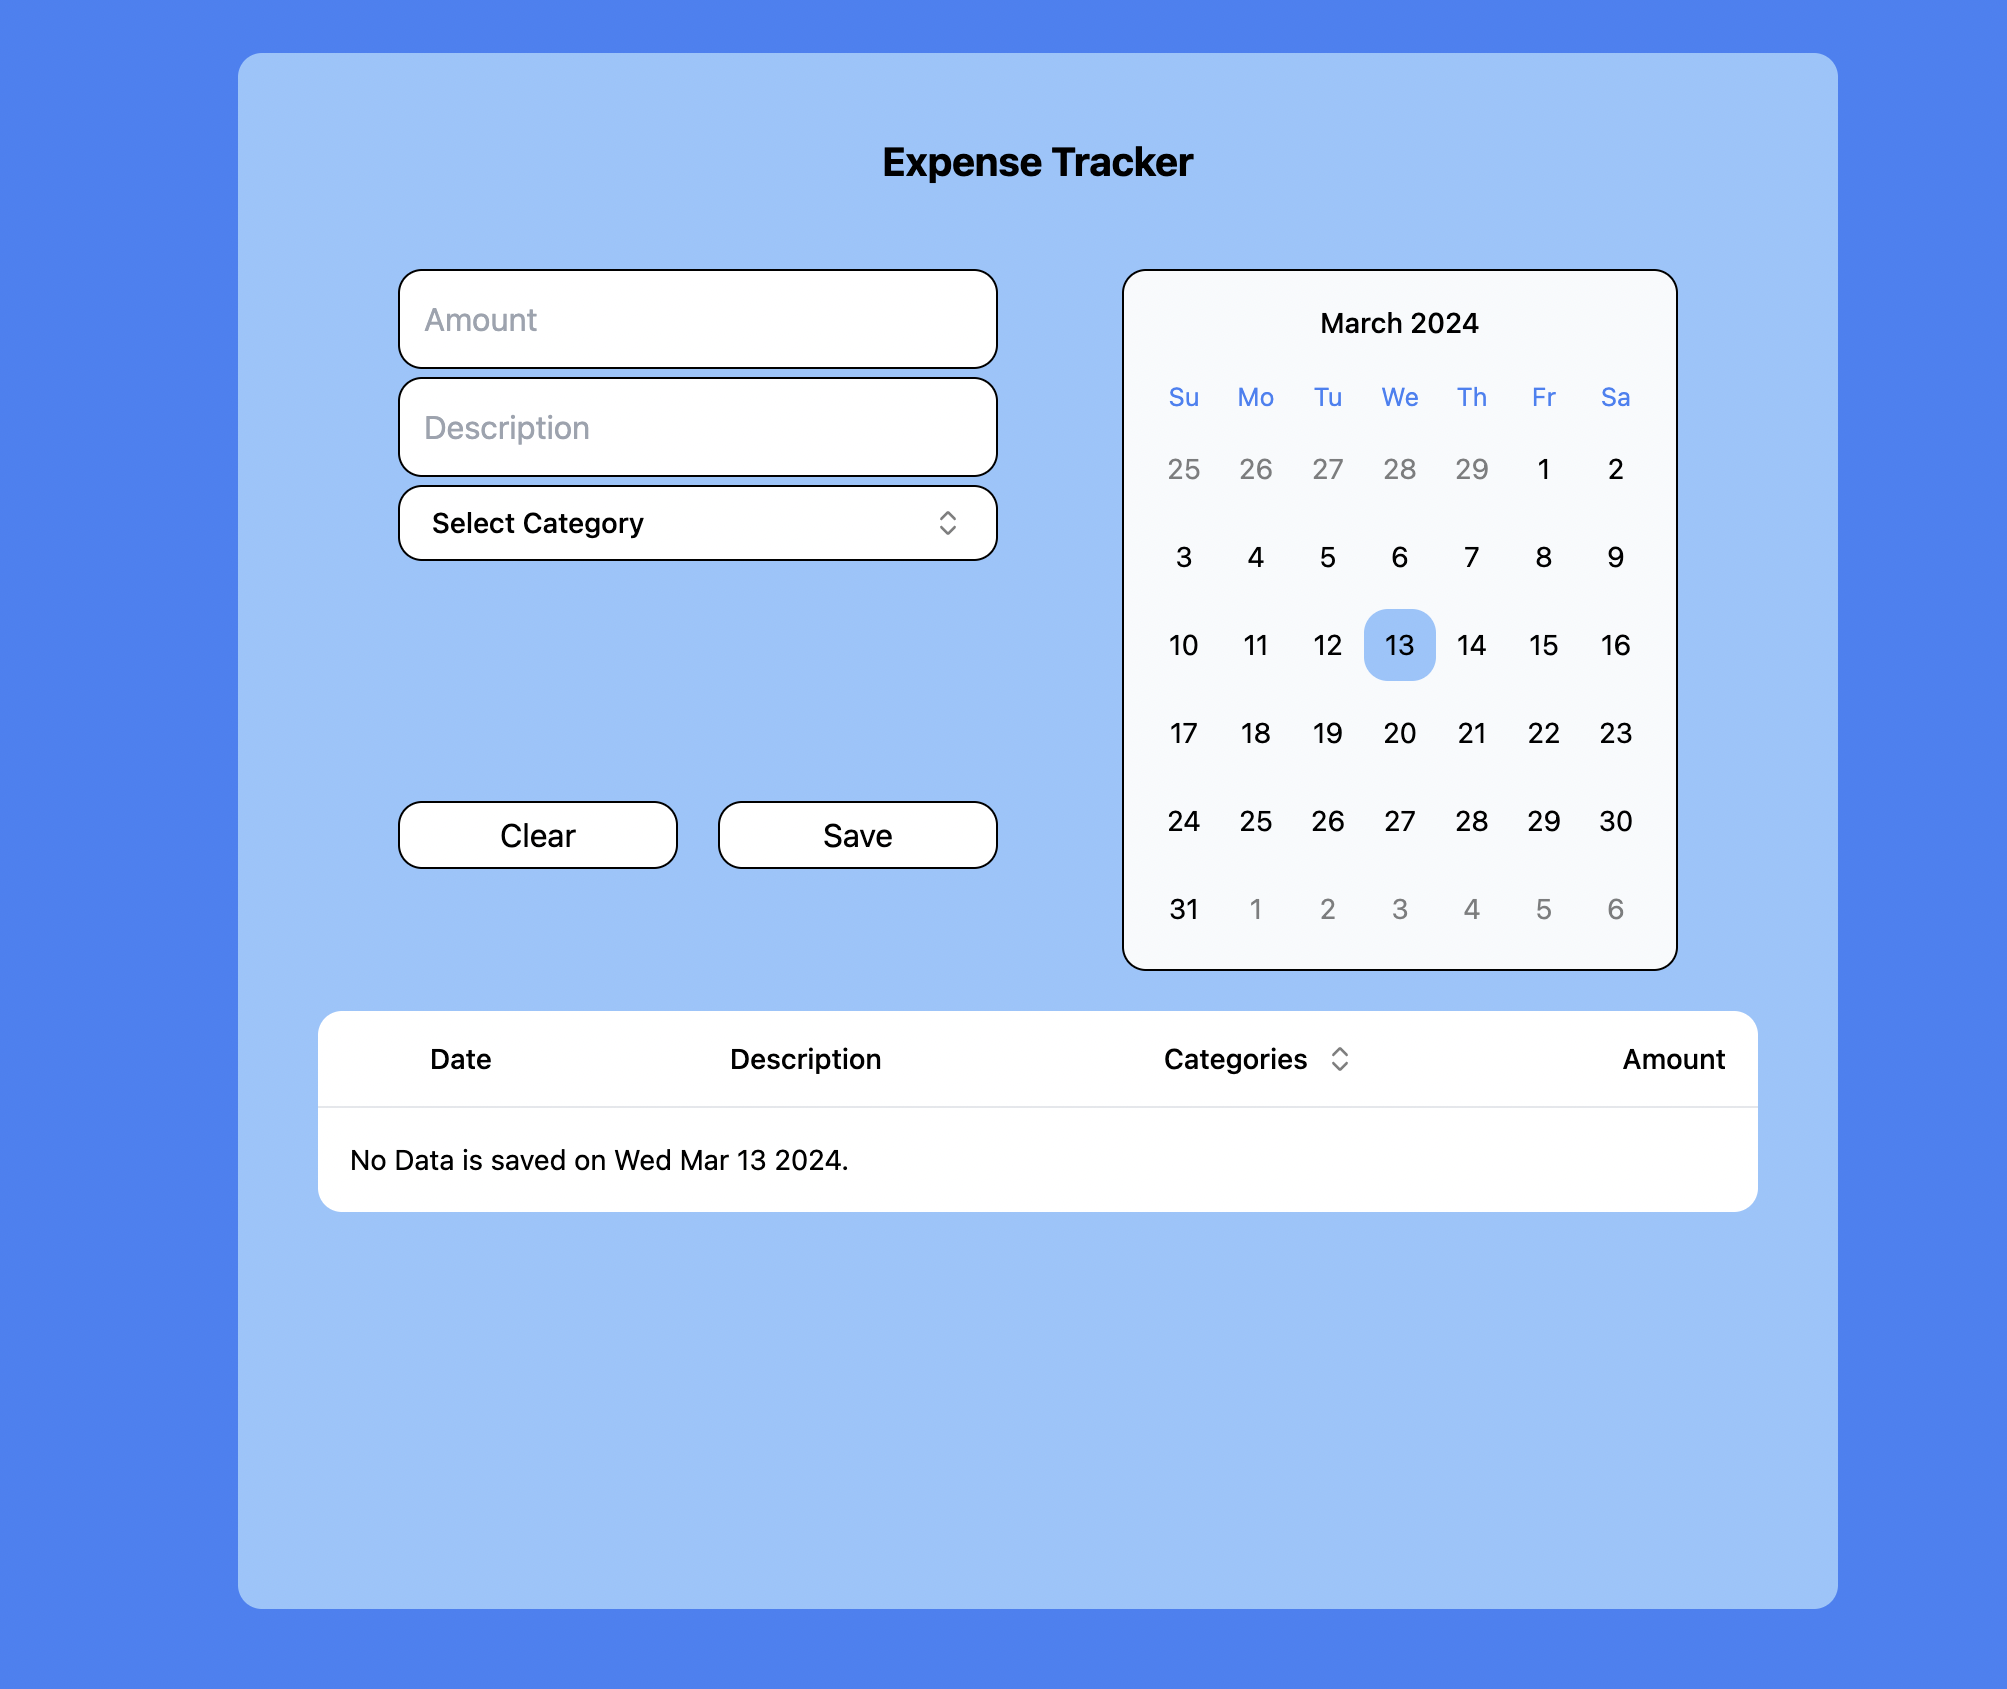 Expense Tracker
Amount
Description
Select Category
Clear
Save
March 2024
Su Mo Tu We Th Fr Sa
25 26 27 28 29 1 2
3 4 5 6 7 8 9
10 11 12 13 14 15 16
17 18 19 20 21 22 23
24 25 26 27 28 29 30
31 1 2 3 4 5 6
Date Description Categories Amount
No Data is saved on Wed Mar 13 2024.